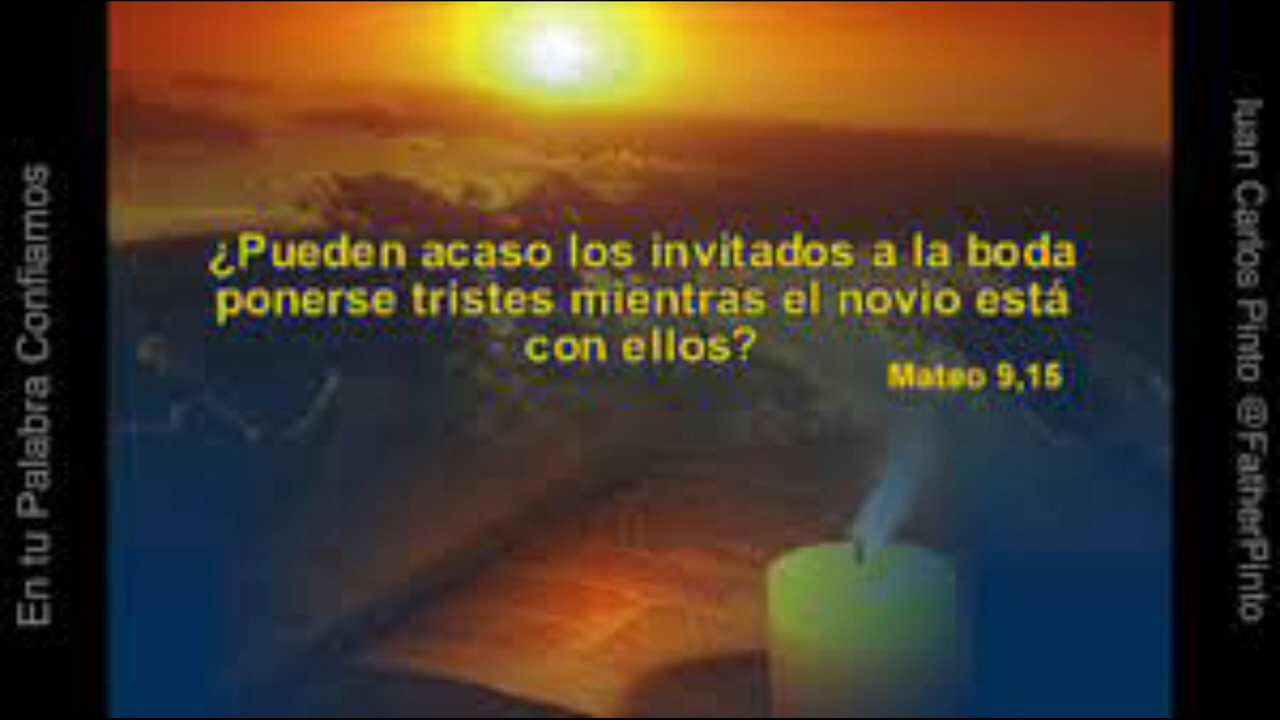 En tu Palabra Confiamos
¿Pueden acaso los invitados a la boda
ponerse tristes mientras el novio está
con ellos?
Mateo 9,15
Juan Carlos Pinto @FatherPinto